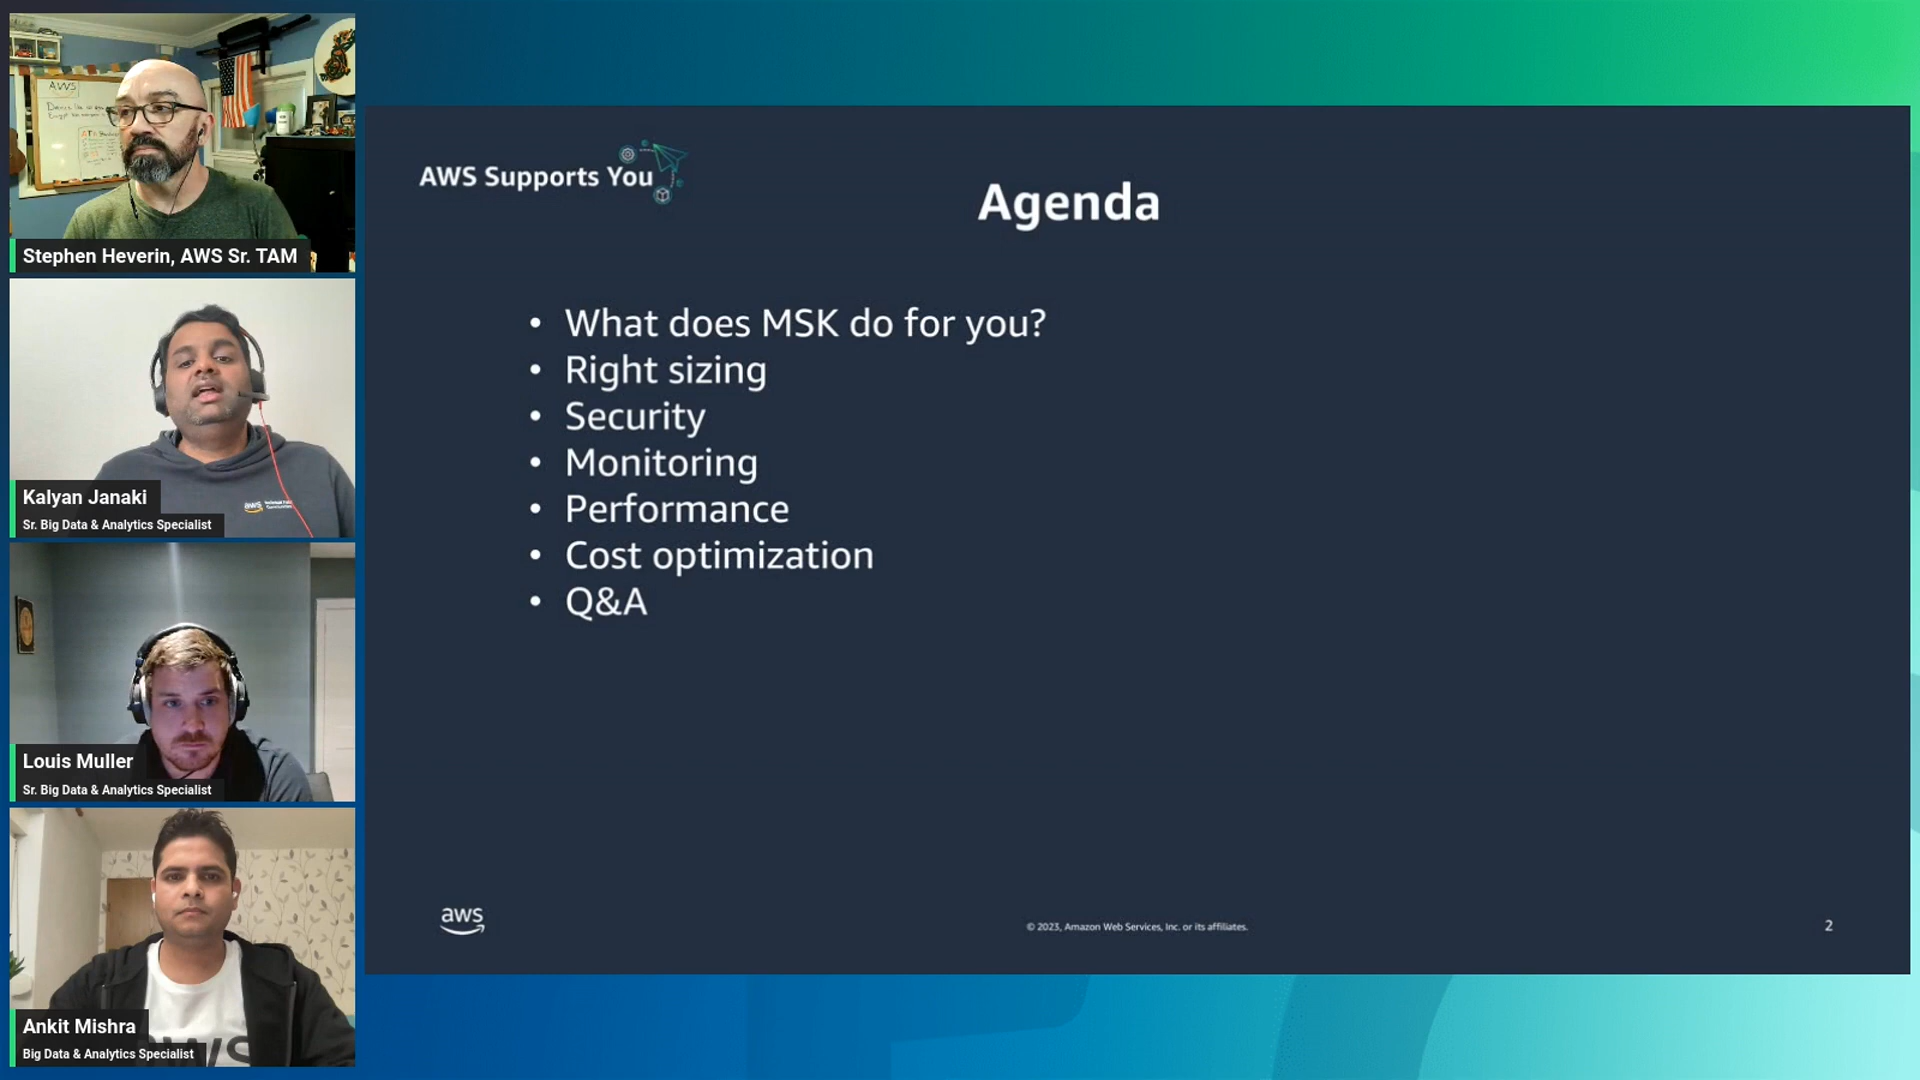 AWS
Stephen Heverin, AWS Sr. TAM
aws
Kalyan Janaki
Sr. Big Data & Analytics Specialist
Louis Muller
Sr. Big Data & Analytics Specialist
Ankit Mishra
Big Data & Analytics Specialist
AWS Supports You
Agenda
• What does MSK do for you?
• Right sizing
• Security
• Monitoring
• Performance
• Cost optimization
• Q&A
aws
© 2023, Amazon Web Services, Inc. or its affiliates.
2